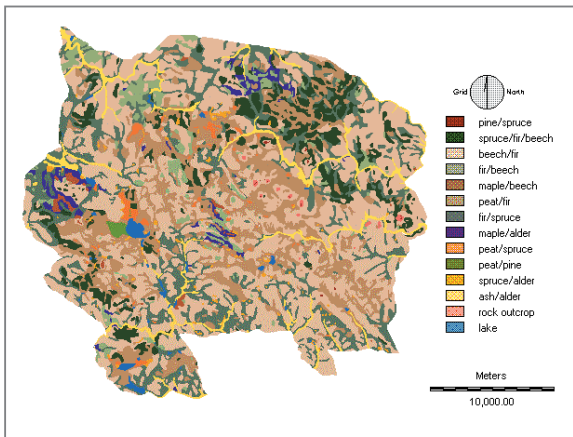 Grid North
pine/spruce
spruce/fir/beech
beech/fir
fir/beech
maple/beech
peat/fir
fir/spruce
maple/alder
peat/spruce
peat/pine
spruce/alder
ash/alder
rock outcrop
lake
Meters
10,000.00